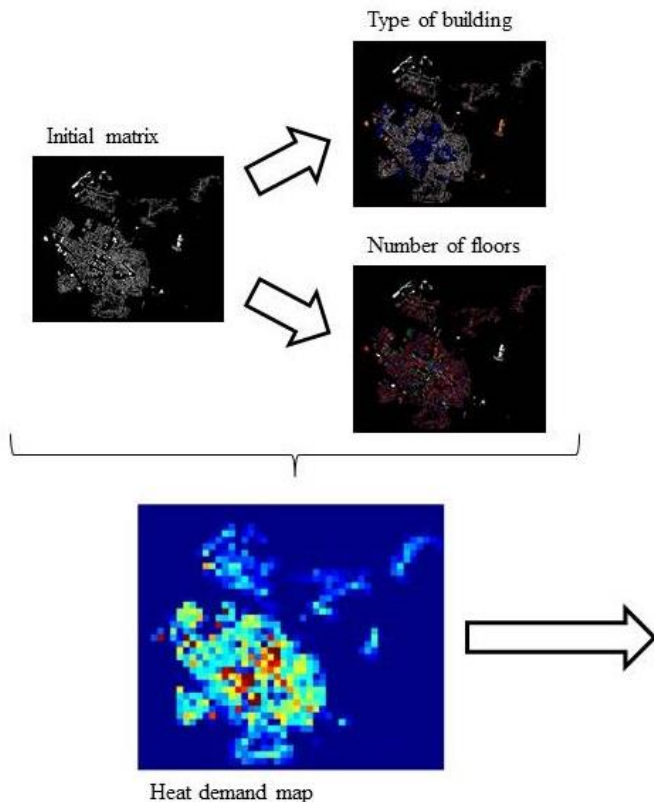 Type of building
Initial matrix
Number of floors
Heat demand map